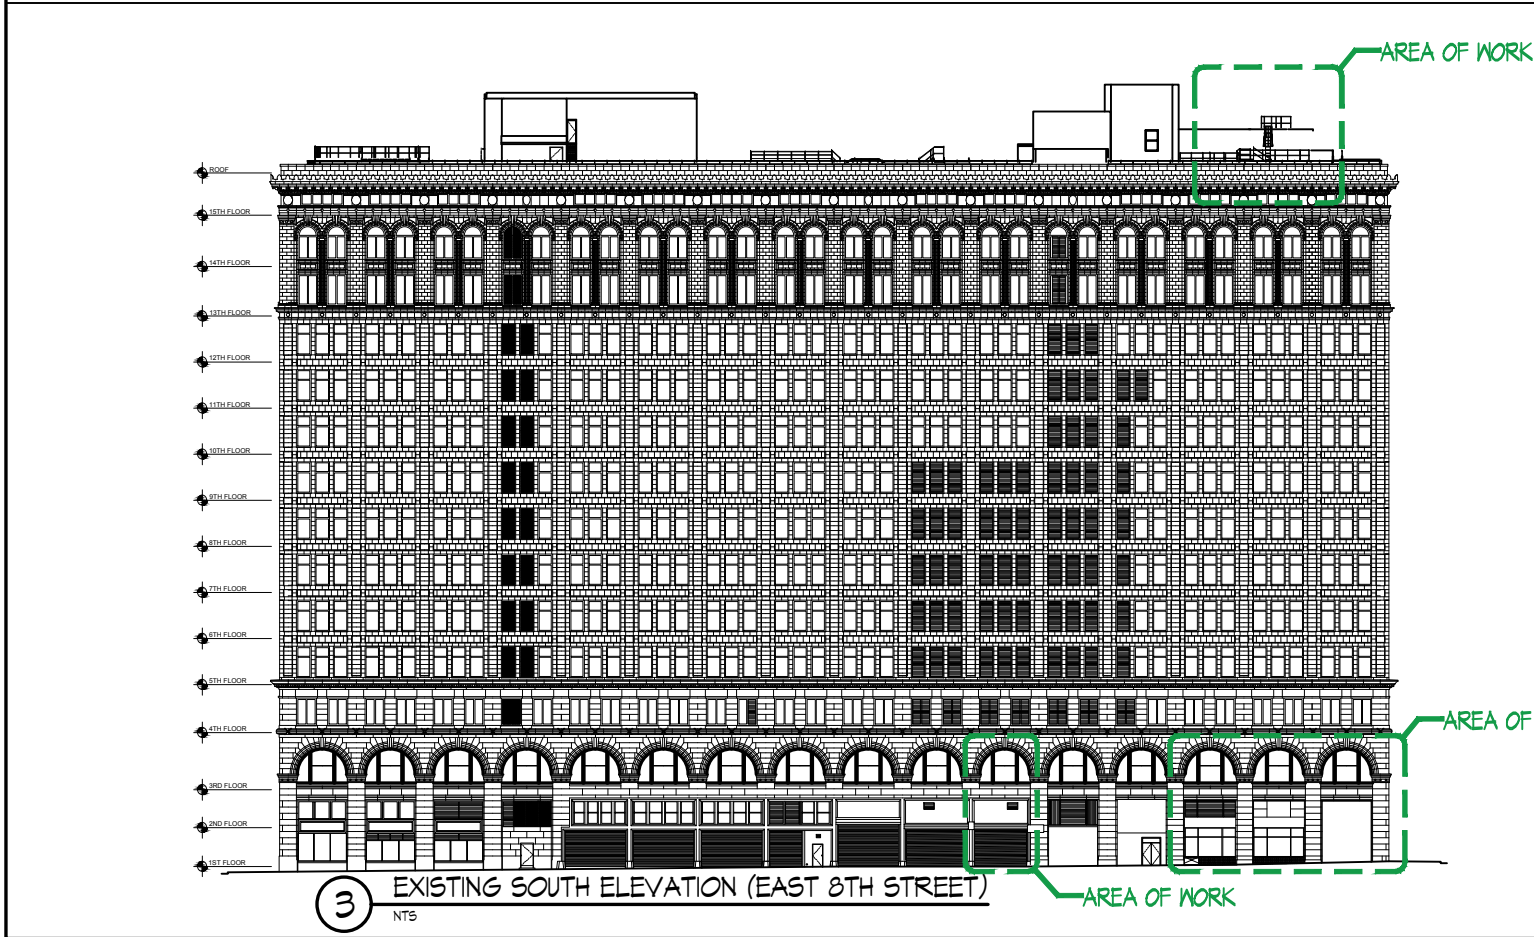 AREA OF WORK
ROOF
15TH FLOOR
14TH FLOOR
13TH FLOOR
12TH FLOOR
11TH FLOOR
10TH FLOOR
9TH FLOOR
8TH FLOOR
7TH FLOOR
6TH FLOOR
5TH FLOOR
AREA OF
4TH FLOOR
3RD FLOOR
2ND FLOOR
1ST FLOOR
3 EXISTING SOUTH ELEVATION (EAST 8TH STREET)
NTS
AREA OF WORK